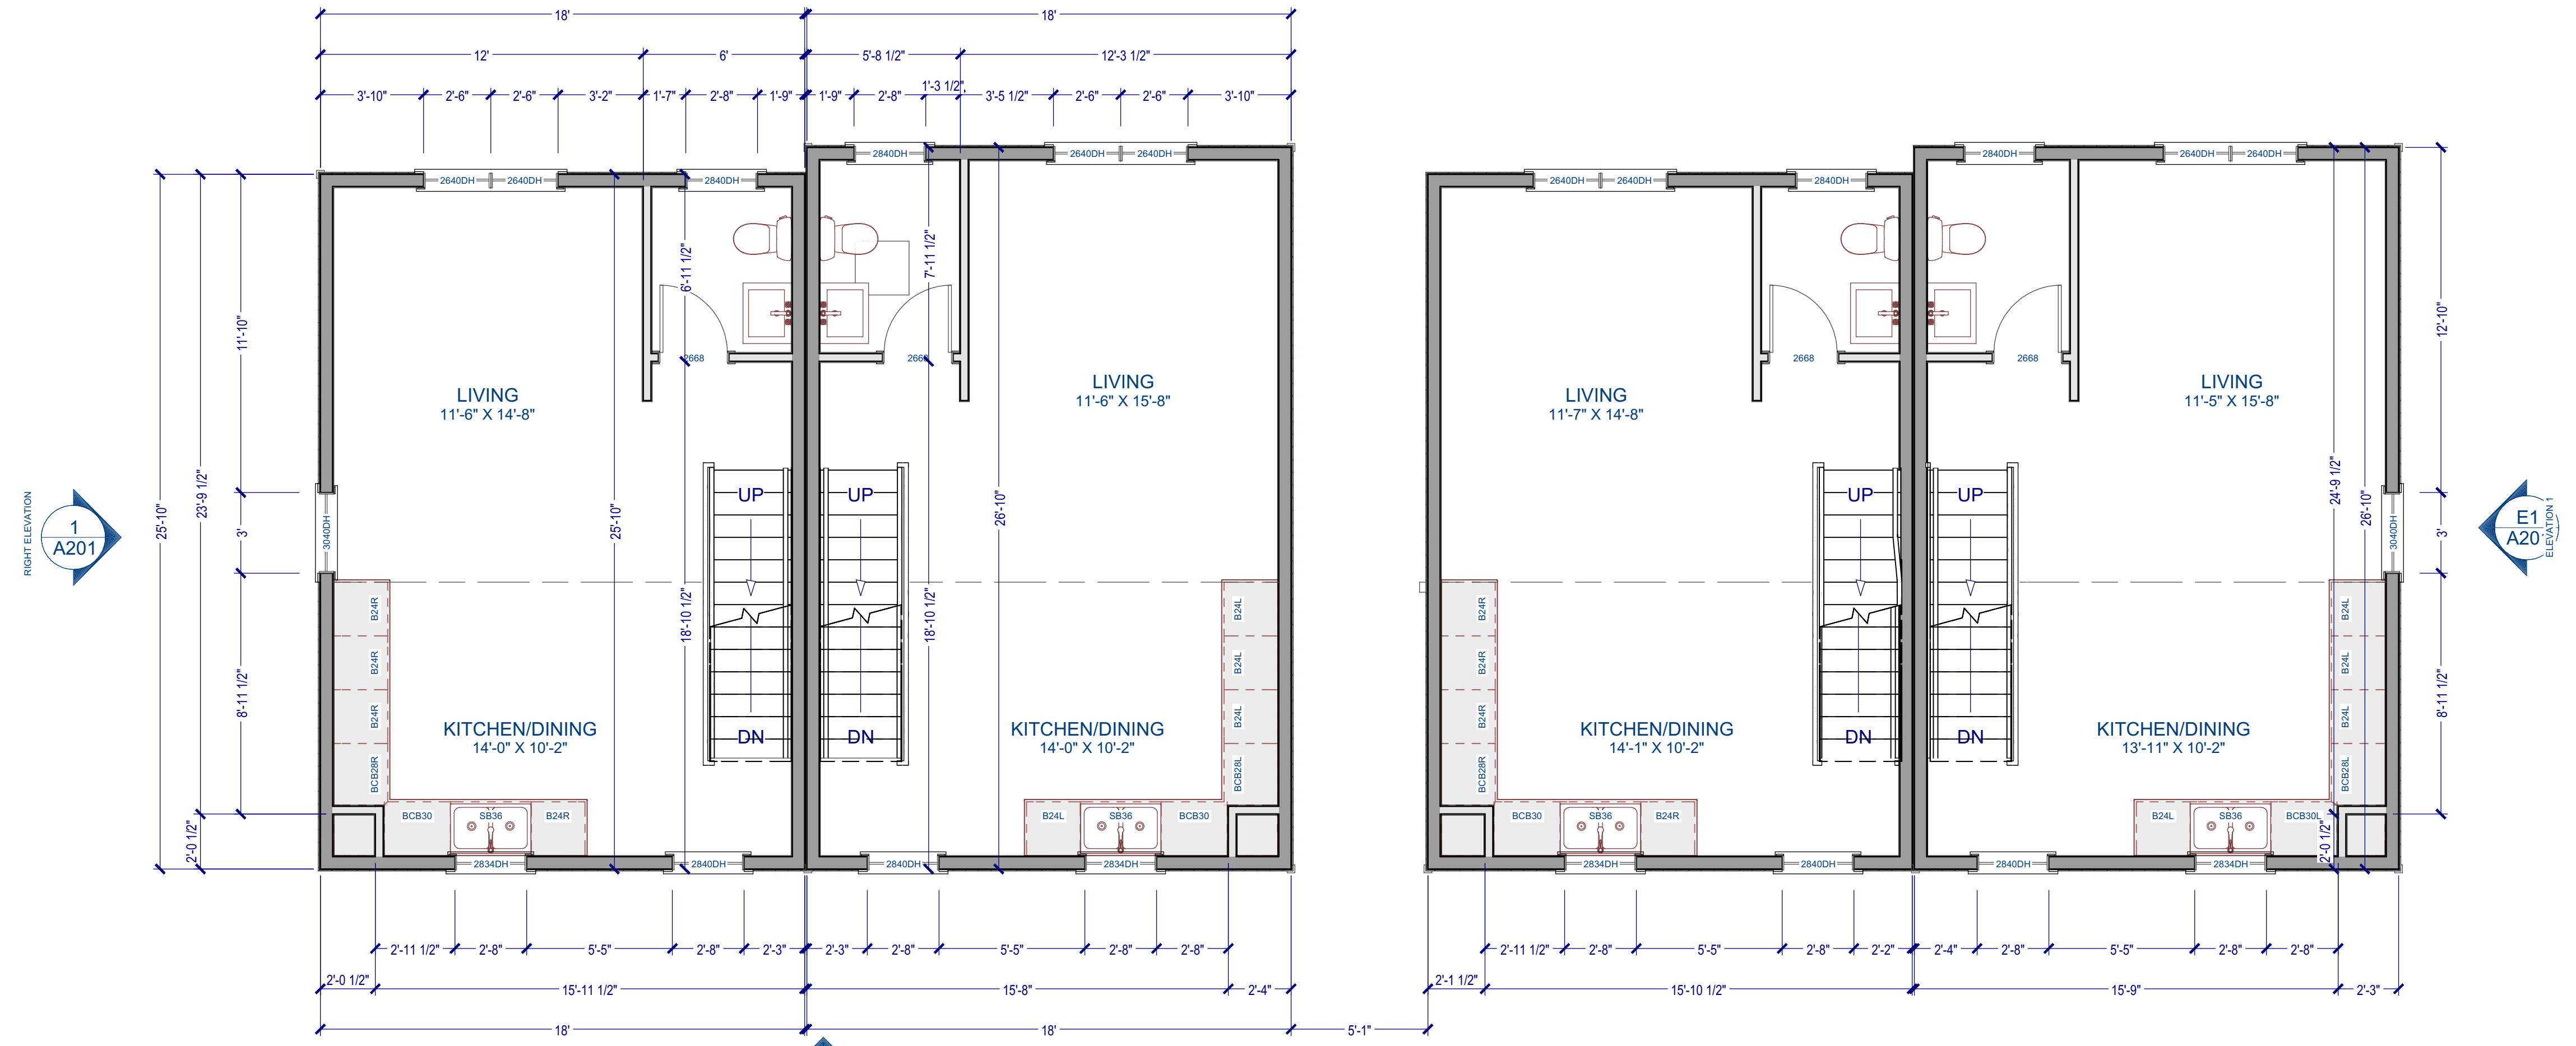 18'
18'
12'
6'
5'-8 1/2"
12'-3 1/2"
3'-10"
2'-6"
2'-6"
3'-2"
1'-7"
2'-8"
1'-9"
1'-9"
2'-8"
1'-3 1/2"
3'-5 1/2"
2'-6"
2'-6"
3'-10"
2840DH
2640DH
2640DH
2840DH
2640DH
2640DH
2640DH
2640DH
2840DH
2640DH
2640DH
2840DH
6'-11 1/2"
7'-11 1/2"
11'-10"
12'-10"
2668
2668
2668
2668
LIVING
11'-6" X 14'-8"
LIVING
11'-6" X 15'-8"
LIVING
11'-7" X 14'-8"
LIVING
11'-5" X 15'-8"
UP
UP
UP
UP
25'-10"
23'-9 1/2"
3'
25'-10"
26'-10"
24'-9 1/2"
26'-10"
3'
RIGHT ELEVATION
1
A201
3040DH
3040DH
E1
A20
ELEVATION 1
18'-10 1/2"
18'-10 1/2"
8'-11 1/2"
8'-11 1/2"
B24R
B24R
B24R
BCB28R
B24L
B24L
B24L
BCB28L
B24R
B24R
B24R
BCB28R
B24L
B24L
B24L
BCB28L
KITCHEN/DINING
14'-0" X 10'-2"
KITCHEN/DINING
14'-0" X 10'-2"
KITCHEN/DINING
14'-1" X 10'-2"
KITCHEN/DINING
13'-11" X 10'-2"
DN
DN
DN
DN
2'-0 1/2"
BCB30
SB36
B24R
B24L
SB36
BCB30
BCB30
SB36
B24R
B24L
SB36
BCB30L
2'-0 1/2"
2834DH
2840DH
2840DH
2834DH
2834DH
2840DH
2840DH
2834DH
2'-11 1/2"
2'-8"
5'-5"
2'-8"
2'-3"
2'-3"
2'-8"
5'-5"
2'-8"
2'-8"
2'-11 1/2"
2'-8"
5'-5"
2'-8"
2'-2"
2'-4"
2'-8"
5'-5"
2'-8"
2'-8"
2'-0 1/2"
15'-11 1/2"
15'-8"
2'-4"
2'-1 1/2"
15'-10 1/2"
15'-9"
2'-3"
18'
18'
5'-1"